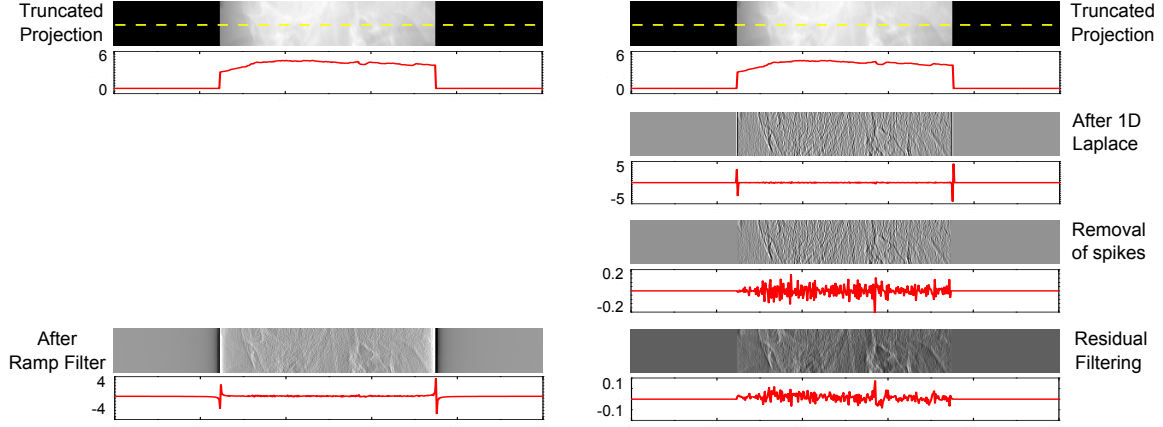 Truncated
Projection
6
0
Truncated
Projection
6
0
After 1D
Laplace
5
-5
Removal
of spikes
0.2
-0.2
After
Ramp Filter
4
-4
Residual
Filtering
0.1
-0.1